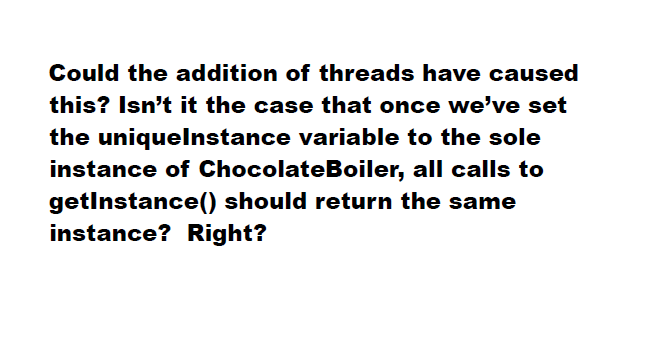 Could the addition of threads have caused
this? Isn’t it the case that once we’ve set
the uniqueInstance variable to the sole
instance of ChocolateBoiler, all calls to
getInstance() should return the same
instance?  Right?